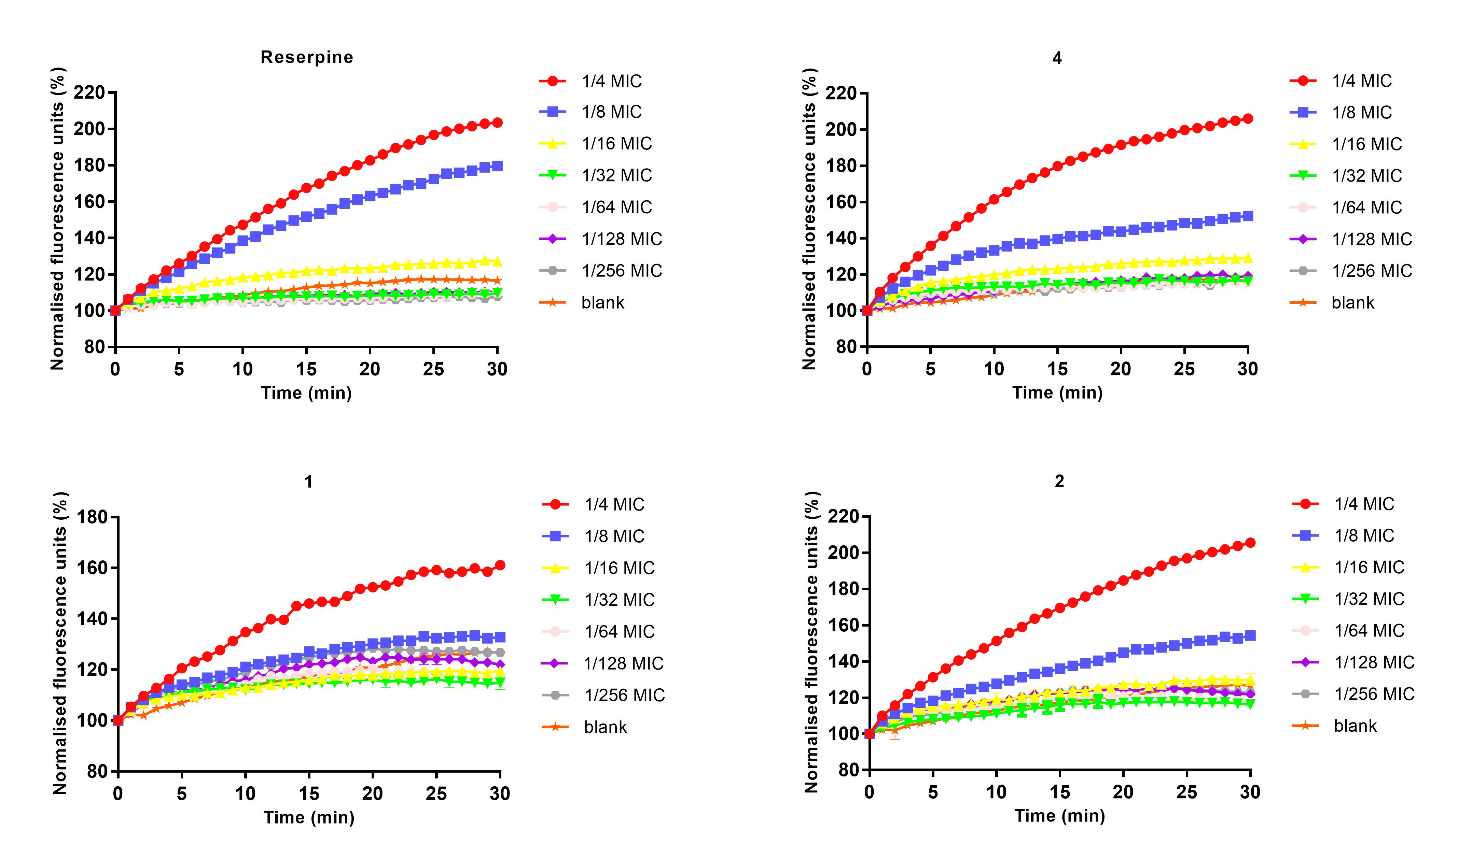 Reserpine
Normalised fluorescence units (%)
220
200
180
160
140
120
100
80
0 5 10 15 20 25 30
Time (min)
1/4 MIC
1/8 MIC
1/16 MIC
1/32 MIC
1/64 MIC
1/128 MIC
1/256 MIC
blank
4
Normalised fluorescence units (%)
220
200
180
160
140
120
100
80
0 5 10 15 20 25 30
Time (min)
1/4 MIC
1/8 MIC
1/16 MIC
1/32 MIC
1/64 MIC
1/128 MIC
1/256 MIC
blank
1
Normalised fluorescence units (%)
180
160
140
120
100
80
0 5 10 15 20 25 30
Time (min)
1/4 MIC
1/8 MIC
1/16 MIC
1/32 MIC
1/64 MIC
1/128 MIC
1/256 MIC
blank
2
Normalised fluorescence units (%)
220
200
180
160
140
120
100
80
0 5 10 15 20 25 30
Time (min)
1/4 MIC
1/8 MIC
1/16 MIC
1/32 MIC
1/64 MIC
1/128 MIC
1/256 MIC
blank